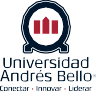 Universidad
Andrés Bello®
Conectar · Innovar · Liderar